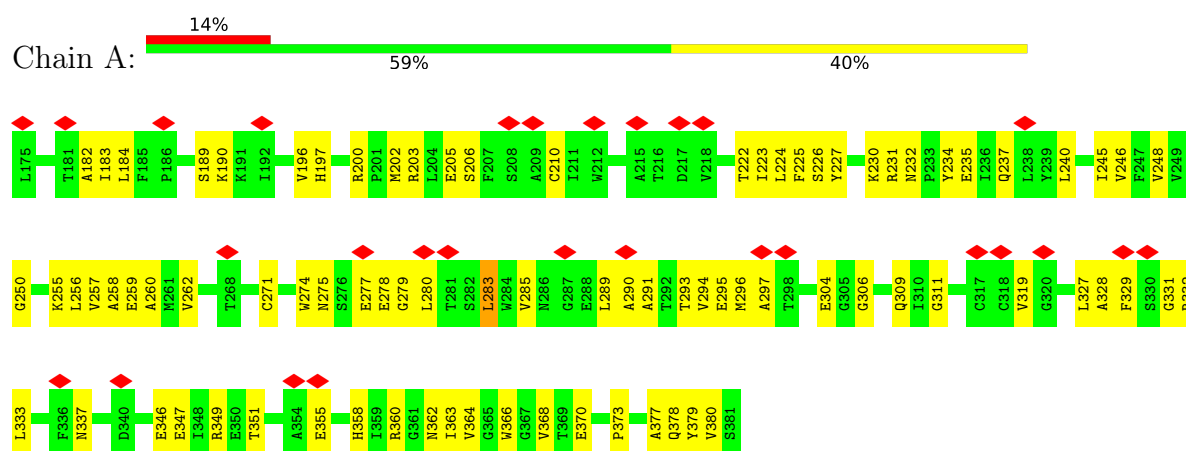 14%
Chain A:
59% 40%
L175 T181 A182 I183 L184 F185 P186 S189 K190 K191 I192 V196 H197 R200 P201 M202 R203 L204 E205 S206 F207 S208 A209 C210 I211 W212 A215 T216 D217 V218 T222 I223 L224 F225 S226 Y227 K230 R231 N232 P233 Y234 E235 I236 Q237 L238 Y239 L240 I245 V246 F247 V248 V249
G250 K255 L256 V257 A258 E259 A260 M261 V262 T268 C271 W274 N275 S276 E277 E278 G279 L280 T281 S282 L283 W284 V285 N286 G287 E288 L289 A290 A291 T292 T293 V294 E295 M296 A297 T298 E304 G305 G306 Q309 I310 G311 C317 C318 V319 G320 L327 A328 F329 S330 G331
L333 F336 N337 D340 E346 E347 I348 R349 E350 T351 A354 E355 H358 I359 R360 G361 N362 I363 V364 G365 W366 G367 V368 T369 E370 P373 A377 Q378 Y379 V380 S381